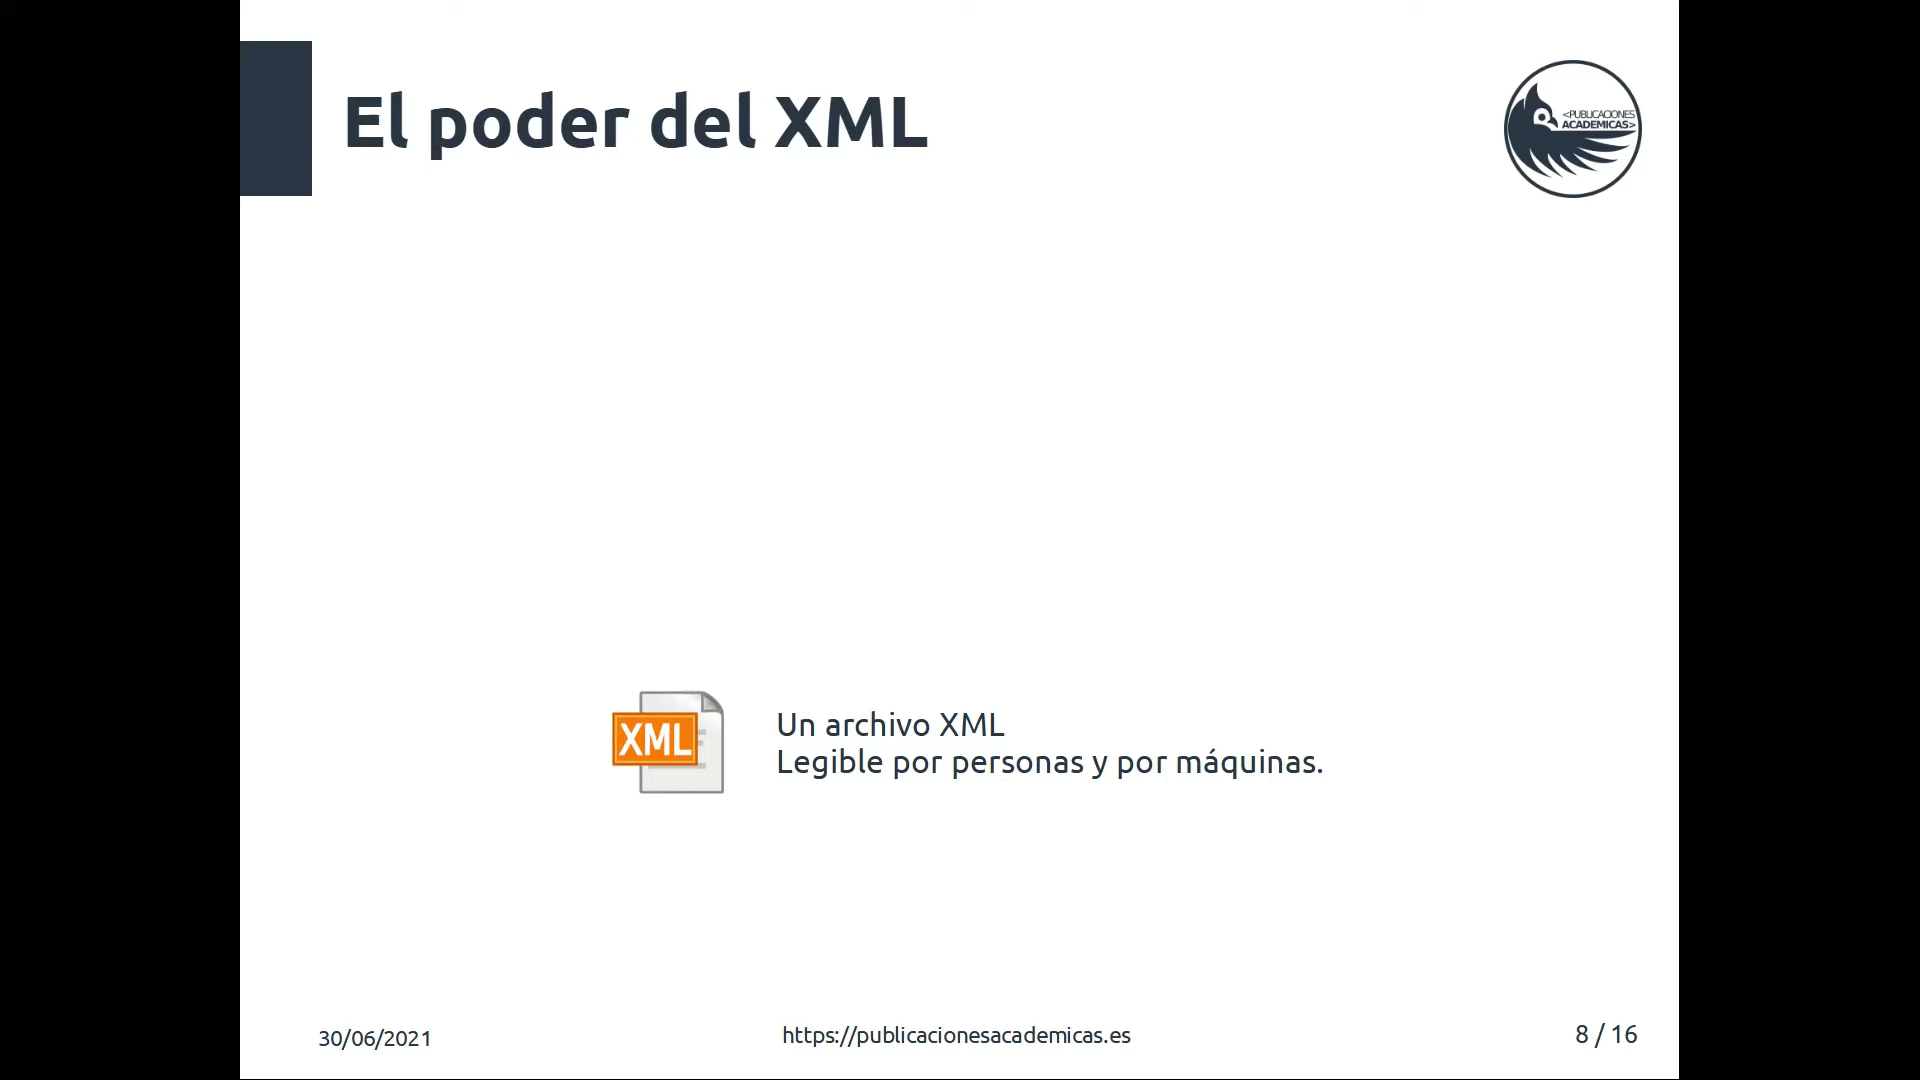 El poder del XML
<PUBLICACIONES
ACADEMICAS>
XML
Un archivo XML
Legible por personas y por máquinas.
30/06/2021
https://publicacionesacademicas.es
8 / 16